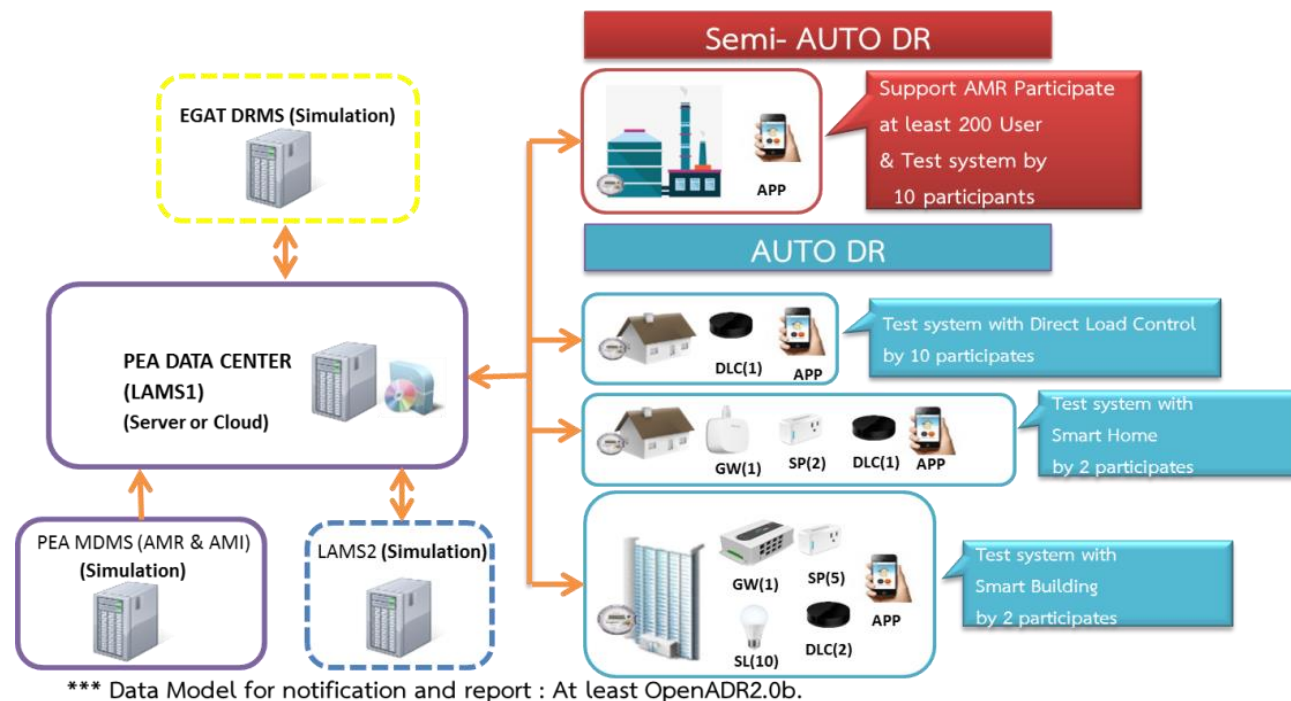 Semi- AUTO DR
EGAT DRMS (Simulation)
APP
Support AMR Participate
at least 200 User
& Test system by
10 participants
AUTO DR
PEA DATA CENTER
(LAMS1)
(Server or Cloud)
DLC(1)
APP
Test system with Direct Load Control
by 10 participates
GW(1)
SP(2)
DLC(1)
APP
Test system with
Smart Home
by 2 participates
PEA MDMS (AMR & AMI)
(Simulation)
LAMS2 (Simulation)
GW(1)
SP(5)
APP
SL(10)
DLC(2)
Test system with
Smart Building
by 2 participates
*** Data Model for notification and report : At least OpenADR2.0b.